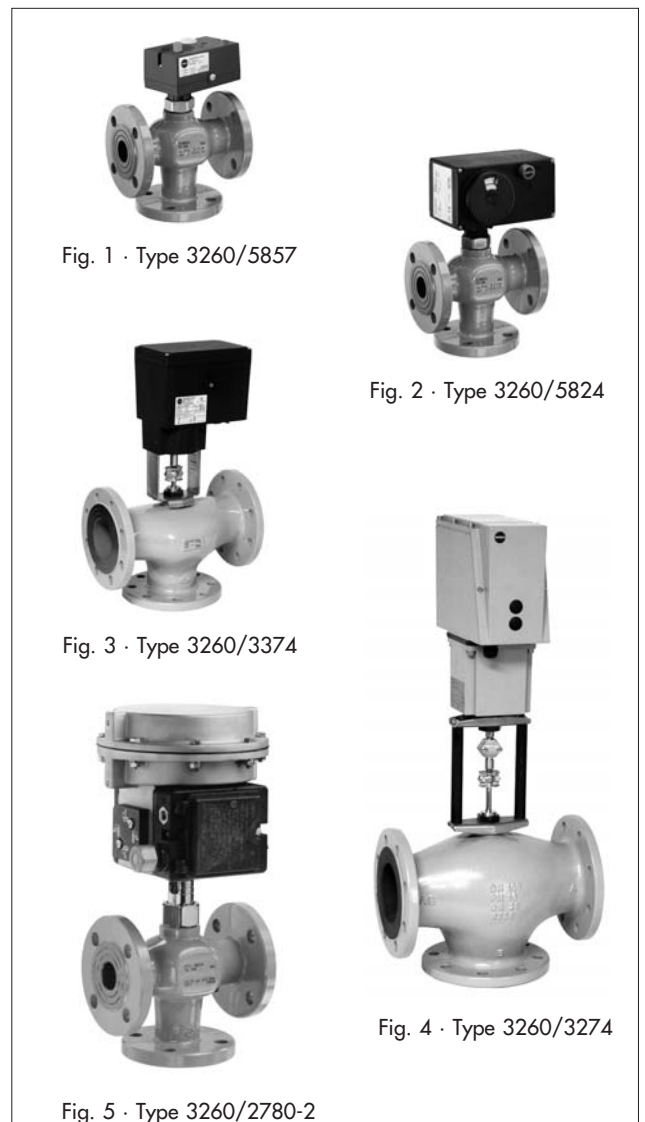 Fig. 1 · Type 3260/5857
Fig. 2 · Type 3260/5824
Fig. 3 · Type 3260/3374
Fig. 4 · Type 3260/3274
Fig. 5 · Type 3260/2780-2